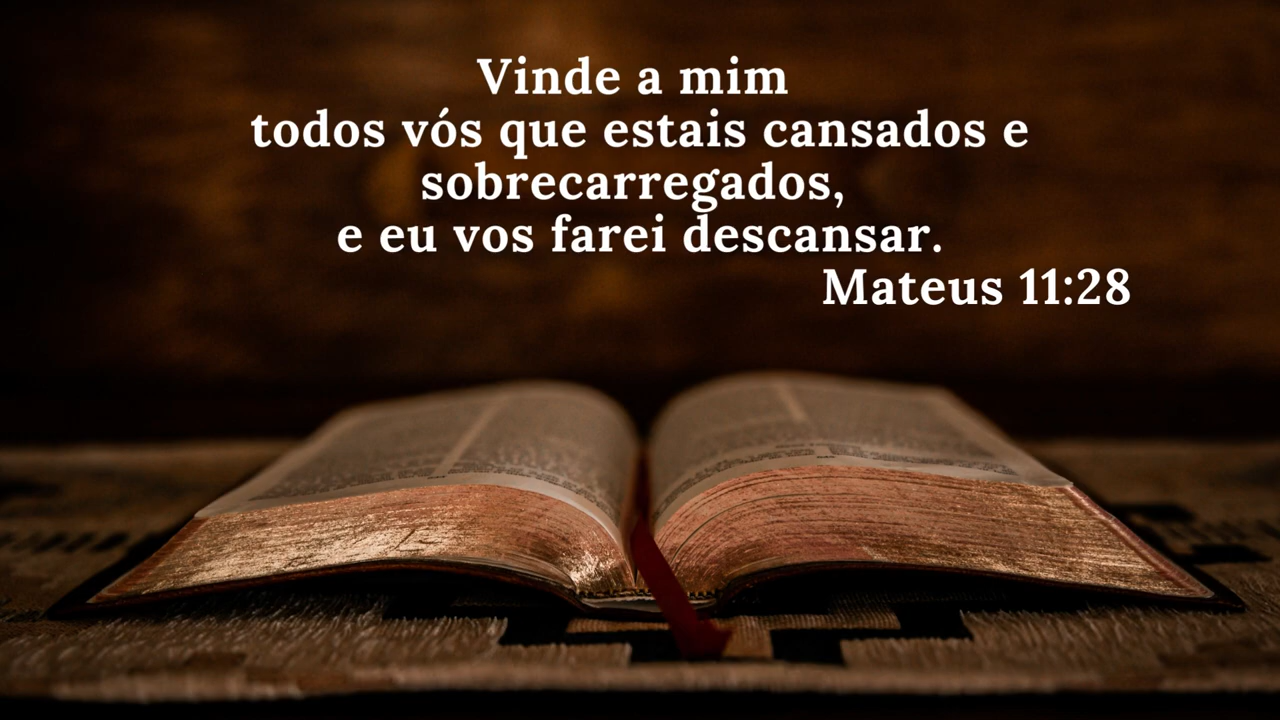 Vinde a mim
todos vós que estais cansados e
sobrecarregados,
e eu vos farei descansar.
Mateus 11:28